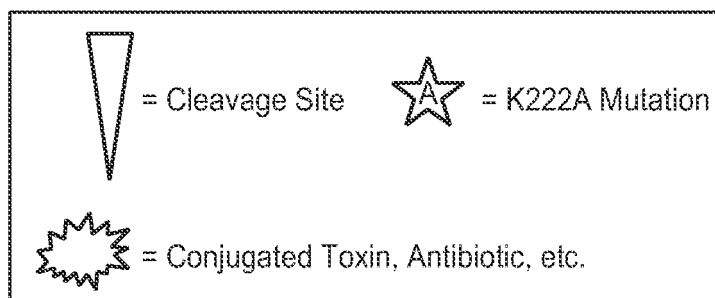 = Cleavage Site
A = K222A Mutation
= Conjugated Toxin, Antibiotic, etc.